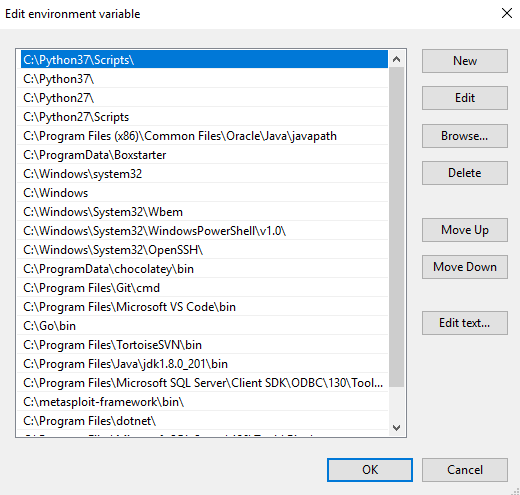 Edit environment variable
C:\Python37\Scripts\
C:\Python37\
C:\Python27\
C:\Python27\Scripts
C:\Program Files (x86)\Common Files\Oracle\Java\javapath
C:\ProgramData\Boxstarter
C:\Windows\system32
C:\Windows
C:\Windows\System32\Wbem
C:\Windows\System32\WindowsPowerShell\v1.0\
C:\Windows\System32\OpenSSH\
C:\ProgramData\chocolatey\bin
C:\Program Files\Git\cmd
C:\Program Files\Microsoft VS Code\bin
C:\Go\bin
C:\Program Files\TortoiseSVN\bin
C:\Program Files\Java\jdk1.8.0_201\bin
C:\Program Files\Microsoft SQL Server\Client SDK\ODBC\130\Tool...
C:\metasploit-framework\bin\
C:\Program Files\dotnet\
New
Edit
Browse...
Delete
Move Up
Move Down
Edit text...
OK
Cancel